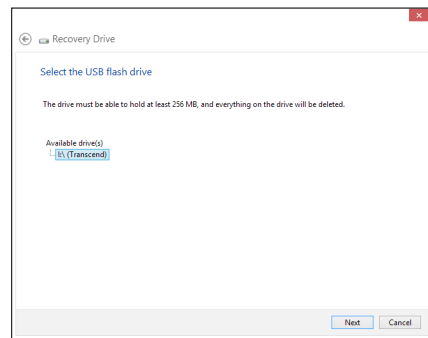 Recovery Drive
Select the USB flash drive
The drive must be able to hold at least 256 MB, and everything on the drive will be deleted.
Available drive(s)
I:\ (Transcend)
Next Cancel